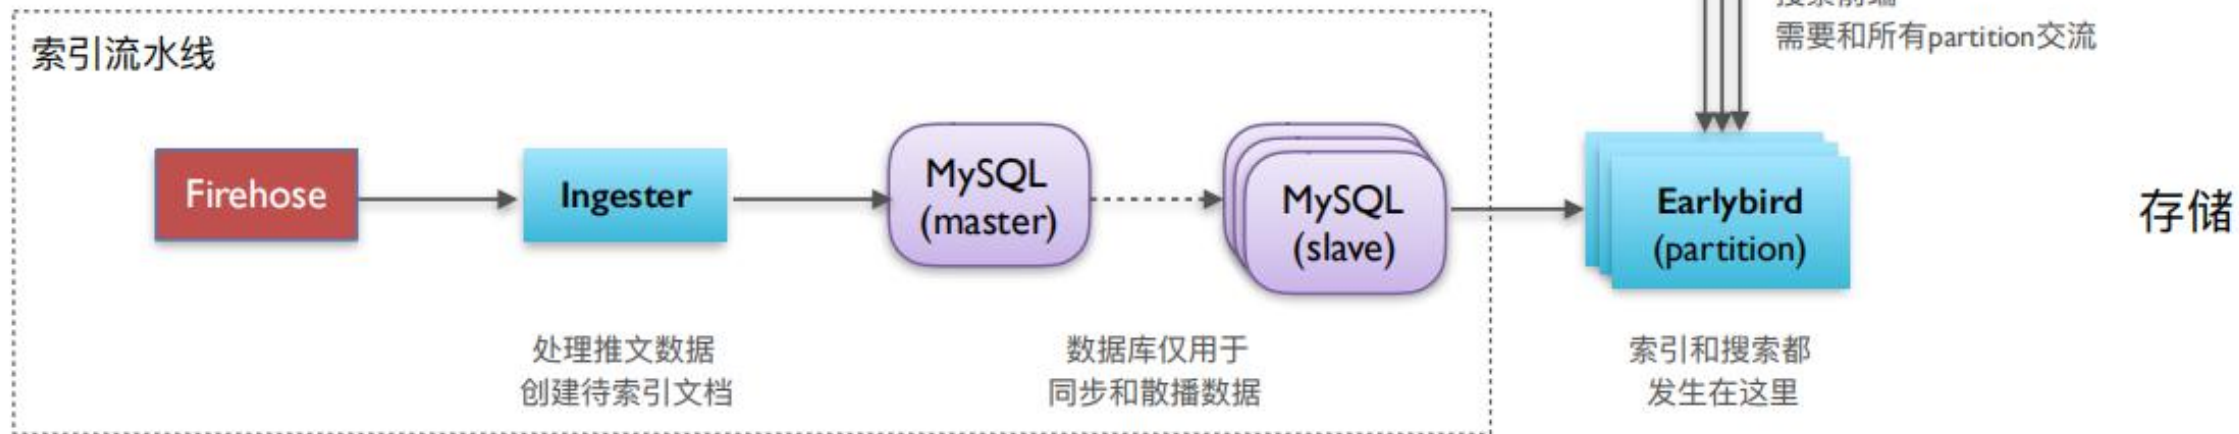 需要和所有partition交流
索引流水线
Firehose
Ingester
MySQL
(master)
MySQL
(slave)
Earlybird
(partition)
存储
处理推文数据
创建待索引文档
数据库仅用于
同步和散播数据
索引和搜索都
发生在这里